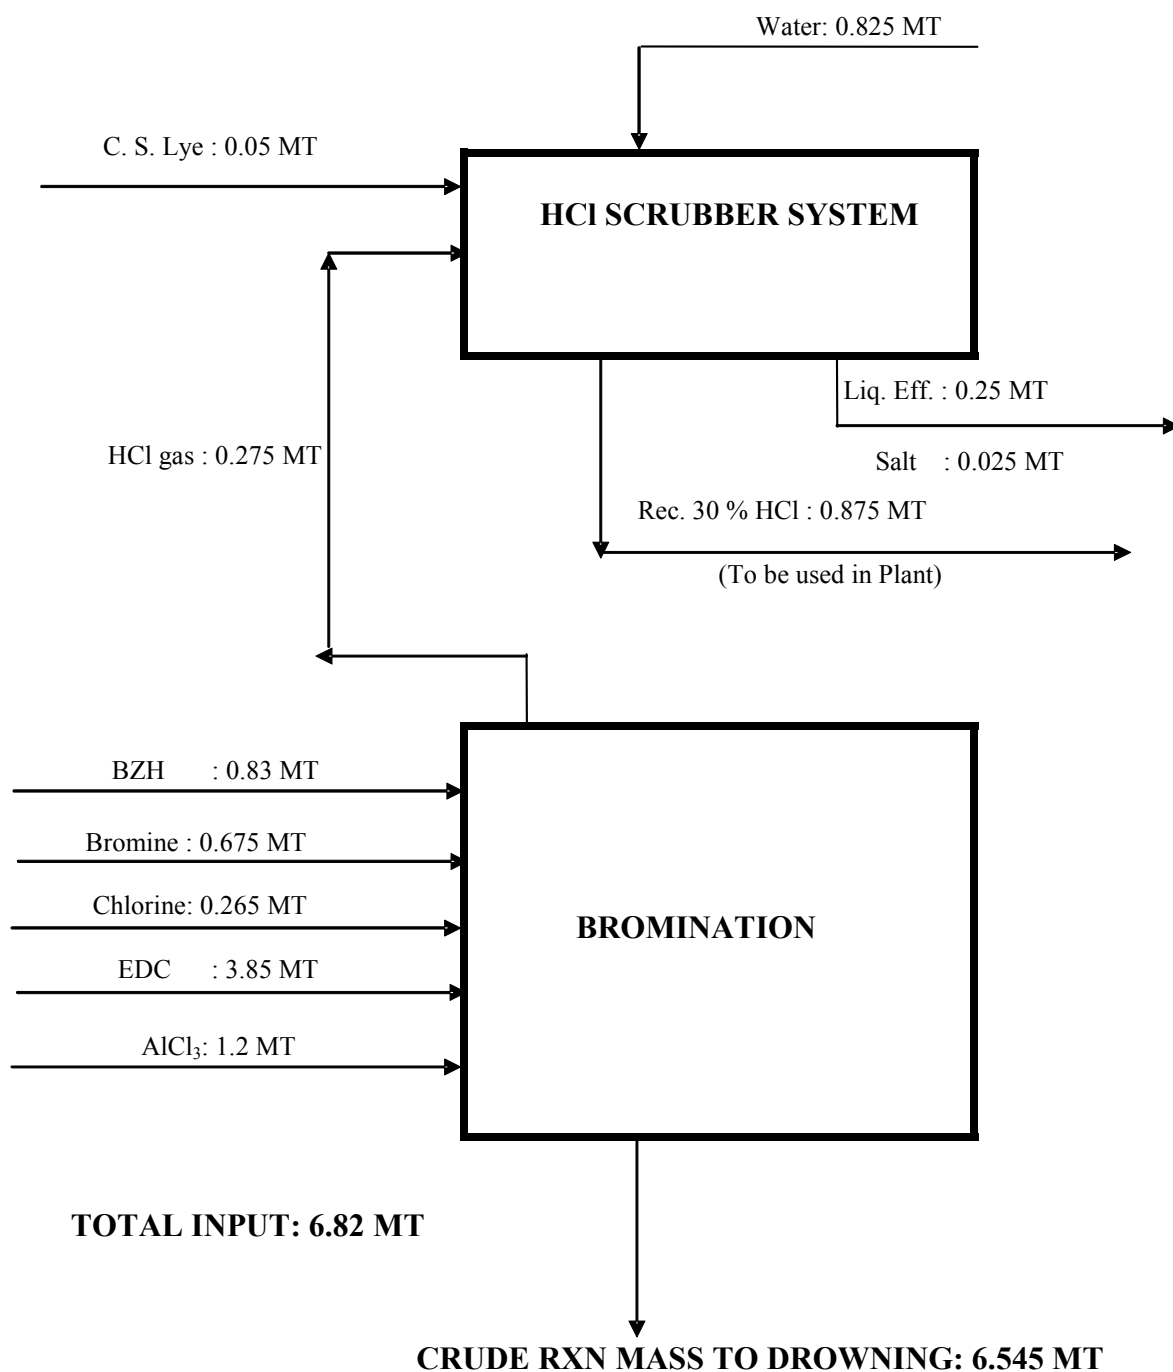 Water: 0.825 MT
C. S. Lye : 0.05 MT
HCl SCRUBBER SYSTEM
Liq. Eff. : 0.25 MT
HCl gas : 0.275 MT
Salt : 0.025 MT
Rec. 30 % HCl : 0.875 MT
(To be used in Plant)
BZH : 0.83 MT
Bromine : 0.675 MT
Chlorine: 0.265 MT
BROMINATION
EDC : 3.85 MT
AlCl₃: 1.2 MT
TOTAL INPUT: 6.82 MT
CRUDE RXN MASS TO DROWNING: 6.545 MT